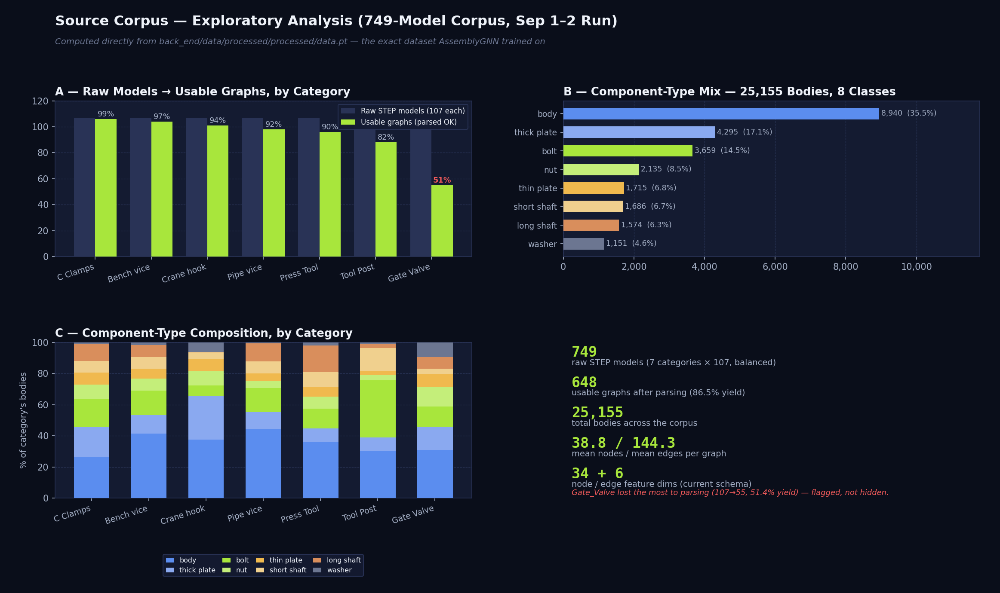 Source Corpus — Exploratory Analysis (749-Model Corpus, Sep 1–2 Run)
Computed directly from back_end/data/processed/processed/data.pt — the exact dataset AssemblyGNN trained on
A — Raw Models → Usable Graphs, by Category
120
100
80
60
40
20
0
99%
97%
94%
92%
90%
82%
51%
Raw STEP models (107 each)
Usable graphs (parsed OK)
C Clamps
Bench vice
Crane hook
Pipe vice
Press Tool
Tool Post
Gate Valve
B — Component-Type Mix — 25,155 Bodies, 8 Classes
body 8,940 (35.5%)
thick plate 4,295 (17.1%)
bolt 3,659 (14.5%)
nut 2,135 (8.5%)
thin plate 1,715 (6.8%)
short shaft 1,686 (6.7%)
long shaft 1,574 (6.3%)
washer 1,151 (4.6%)
0 2,000 4,000 6,000 8,000 10,000
C — Component-Type Composition, by Category
% of category's bodies
100
80
60
40
20
0
C Clamps
Bench vice
Crane hook
Pipe vice
Press Tool
Tool Post
Gate Valve
body bolt thin plate long shaft
thick plate nut short shaft washer
749
raw STEP models (7 categories × 107, balanced)
648
usable graphs after parsing (86.5% yield)
25,155
total bodies across the corpus
38.8 / 144.3
mean nodes / mean edges per graph
34 + 6
node / edge feature dims (current schema)
Gate_Valve lost the most to parsing (107→55, 51.4% yield) — flagged, not hidden.